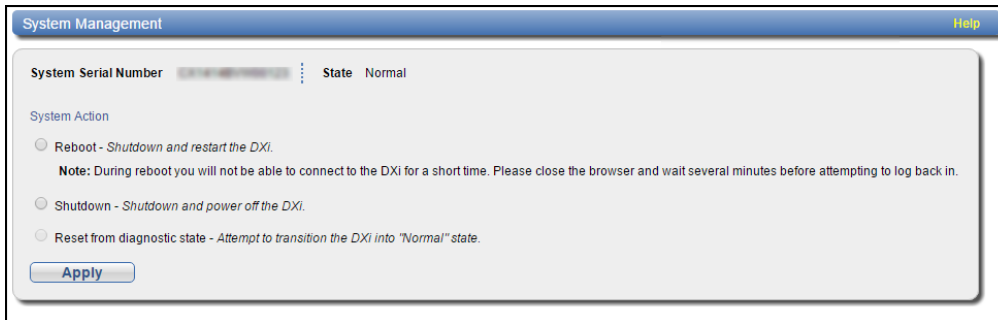 System Management Help
System Serial Number State Normal
System Action
Reboot - Shutdown and restart the DXi.
Note: During reboot you will not be able to connect to the DXi for a short time. Please close the browser and wait several minutes before attempting to log back in.
Shutdown - Shutdown and power off the DXi.
Reset from diagnostic state - Attempt to transition the DXi into "Normal" state.
Apply